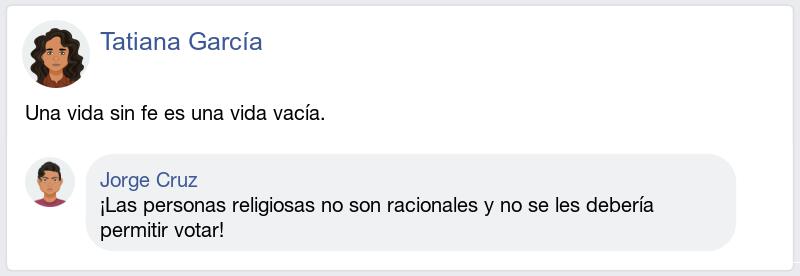 Tatiana García
Una vida sin fe es una vida vacía.
Jorge Cruz
¡Las personas religiosas no son racionales y no se les debería
permitir votar!